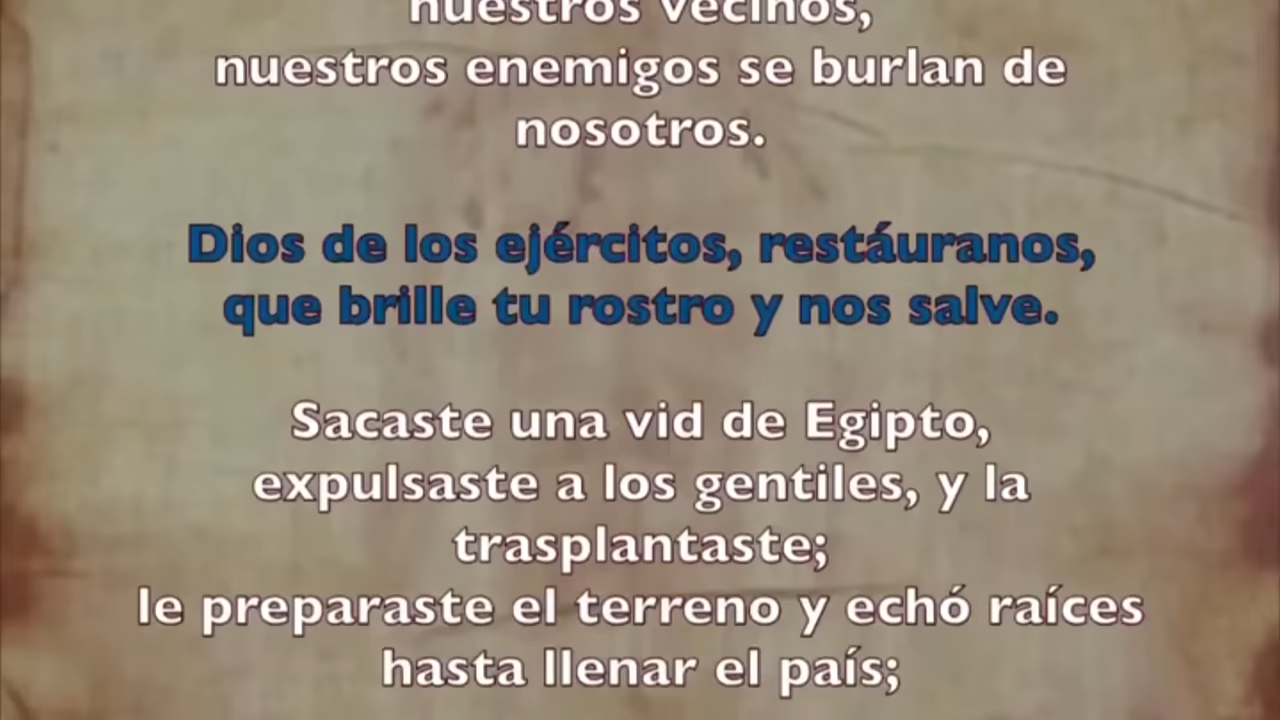 nuestros vecinos,
nuestros enemigos se burlan de
nosotros.
Dios de los ejércitos, restáuranos,
que brille tu rostro y nos salve.
Sacaste una vid de Egipto,
expulsaste a los gentiles, y la
trasplantaste;
le preparaste el terreno y echó raíces
hasta llenar el país;